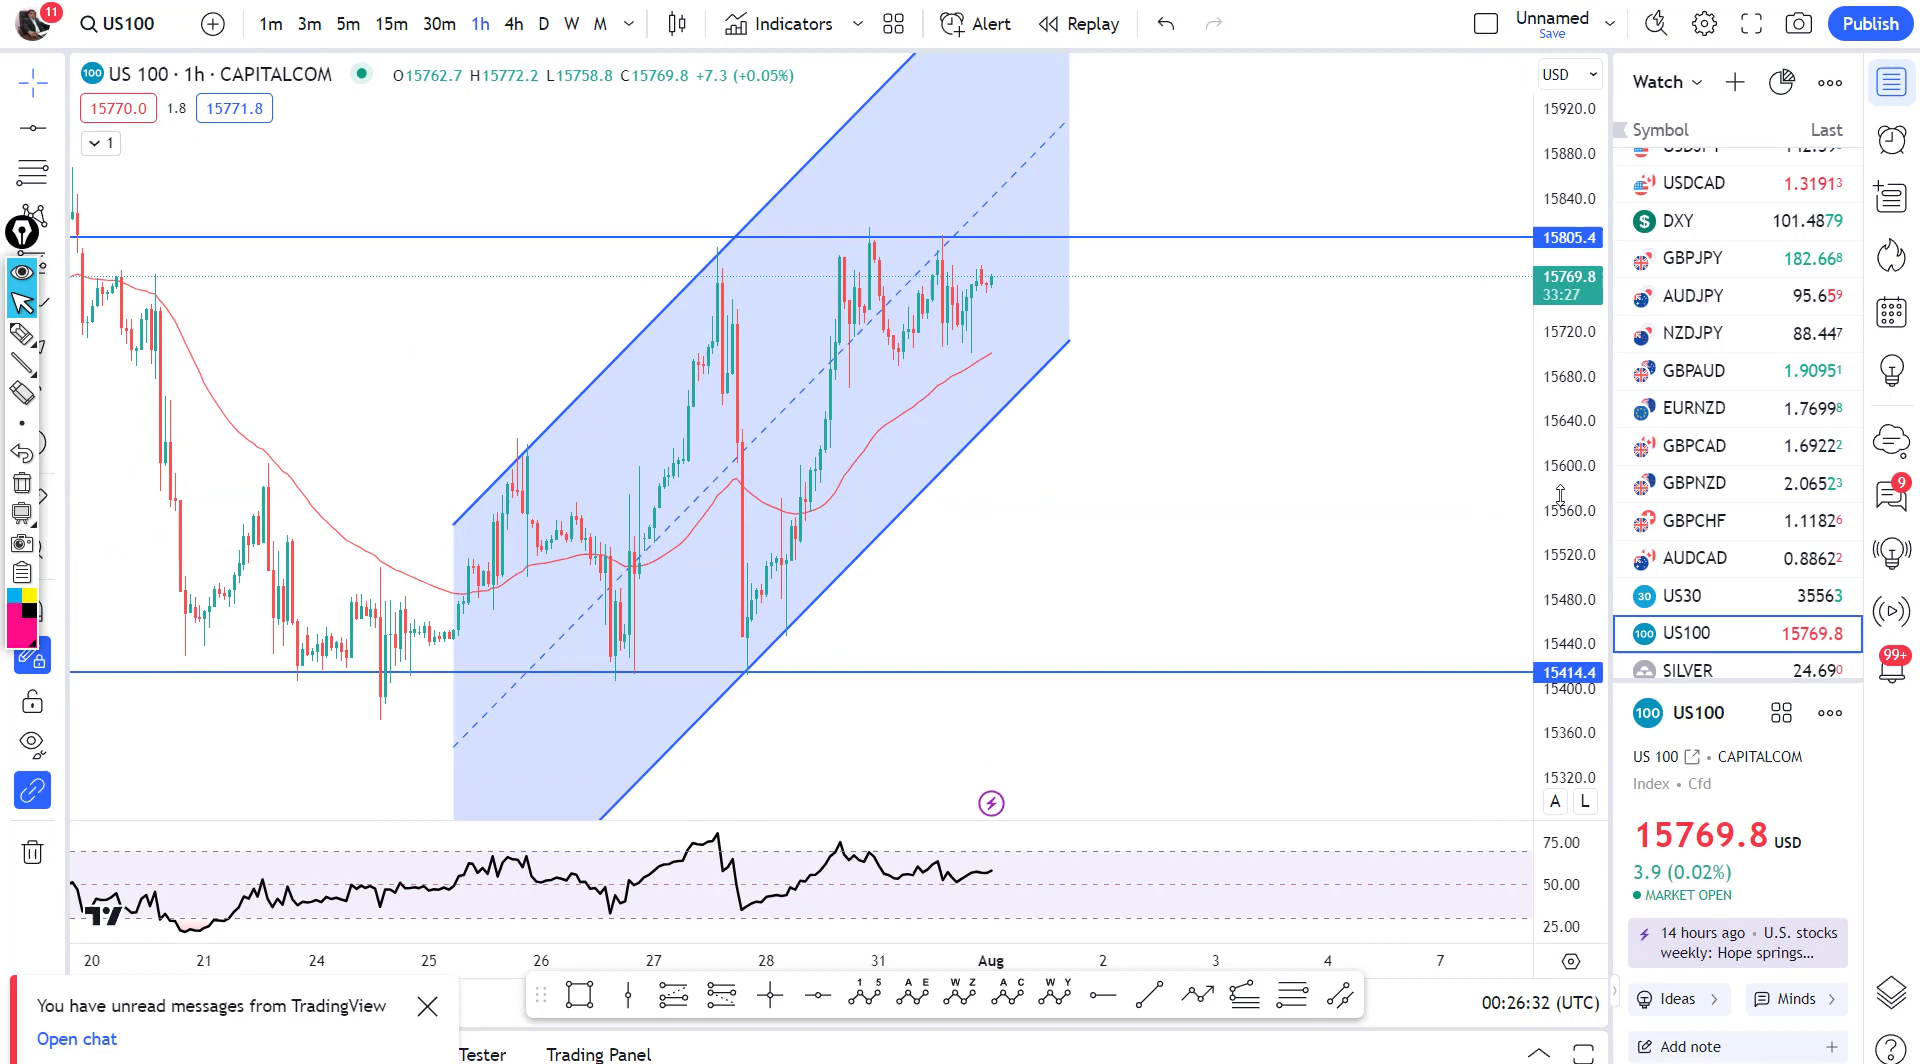 11
US100
1m 3m 5m 15m 30m 1h 4h D W M
Indicators
Alert
Replay
Unnamed
Save
Publish
100 US 100 · 1h · CAPITALCOM
O15762.7 H15772.2 L15758.8 C15769.8 +7.3 (+0.05%)
15770.0 1.8 15771.8
1
USD
15920.0
15880.0
15840.0
15805.4
15769.8
33:27
15720.0
15680.0
15640.0
15600.0
15560.0
15520.0
15480.0
15440.0
15414.4
15400.0
15360.0
15320.0
A L
75.00
50.00
25.00
20 21 24 25 26 27 28 31 Aug 2 3 4 7
Watch
Symbol Last
USDCAD 1.31913
DXY 101.4879
GBPJPY 182.668
AUDJPY 95.659
NZDJPY 88.447
GBPAUD 1.90951
EURNZD 1.76998
GBPCAD 1.69222
GBPNZD 2.06523
GBPCHF 1.11826
AUDCAD 0.88622
30 US30 35563
100 US100 15769.8
SILVER 24.690
100 US100
US 100 • CAPITALCOM
Index • Cfd
15769.8 USD
3.9 (0.02%)
MARKET OPEN
14 hours ago • U.S. stocks
weekly: Hope springs...
Ideas
Minds
Add note
9
99+
You have unread messages from TradingView
Open chat
1 5
A E
W Z
A C
W Y
00:26:32 (UTC)
Tester
Trading Panel